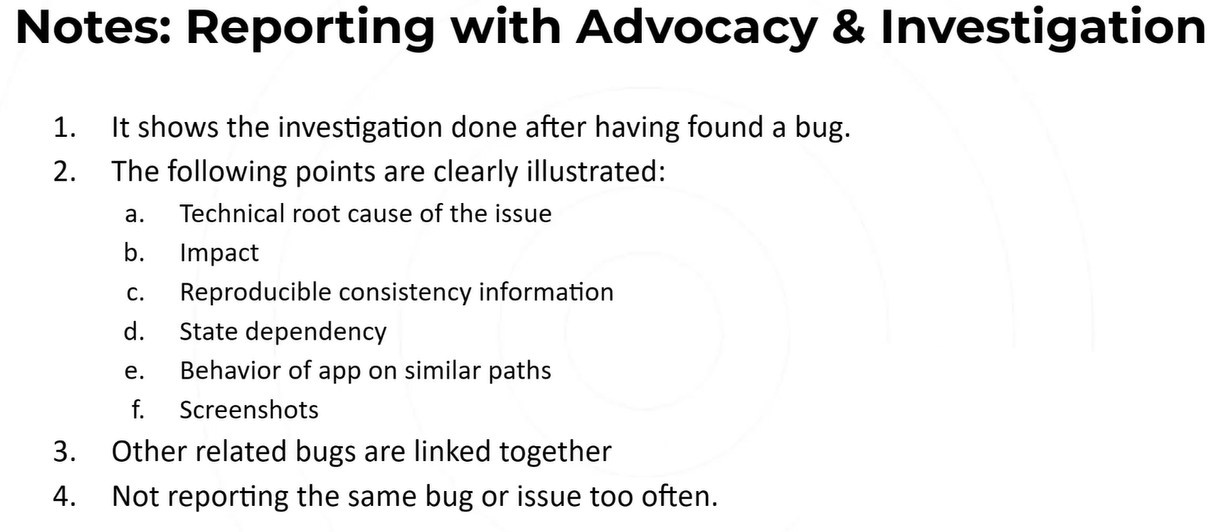 Notes: Reporting with Advocacy & Investigation
1. It shows the investigation done after having found a bug.
2. The following points are clearly illustrated:
a. Technical root cause of the issue
b. Impact
c. Reproducible consistency information
d. State dependency
e. Behavior of app on similar paths
f. Screenshots
3. Other related bugs are linked together
4. Not reporting the same bug or issue too often.